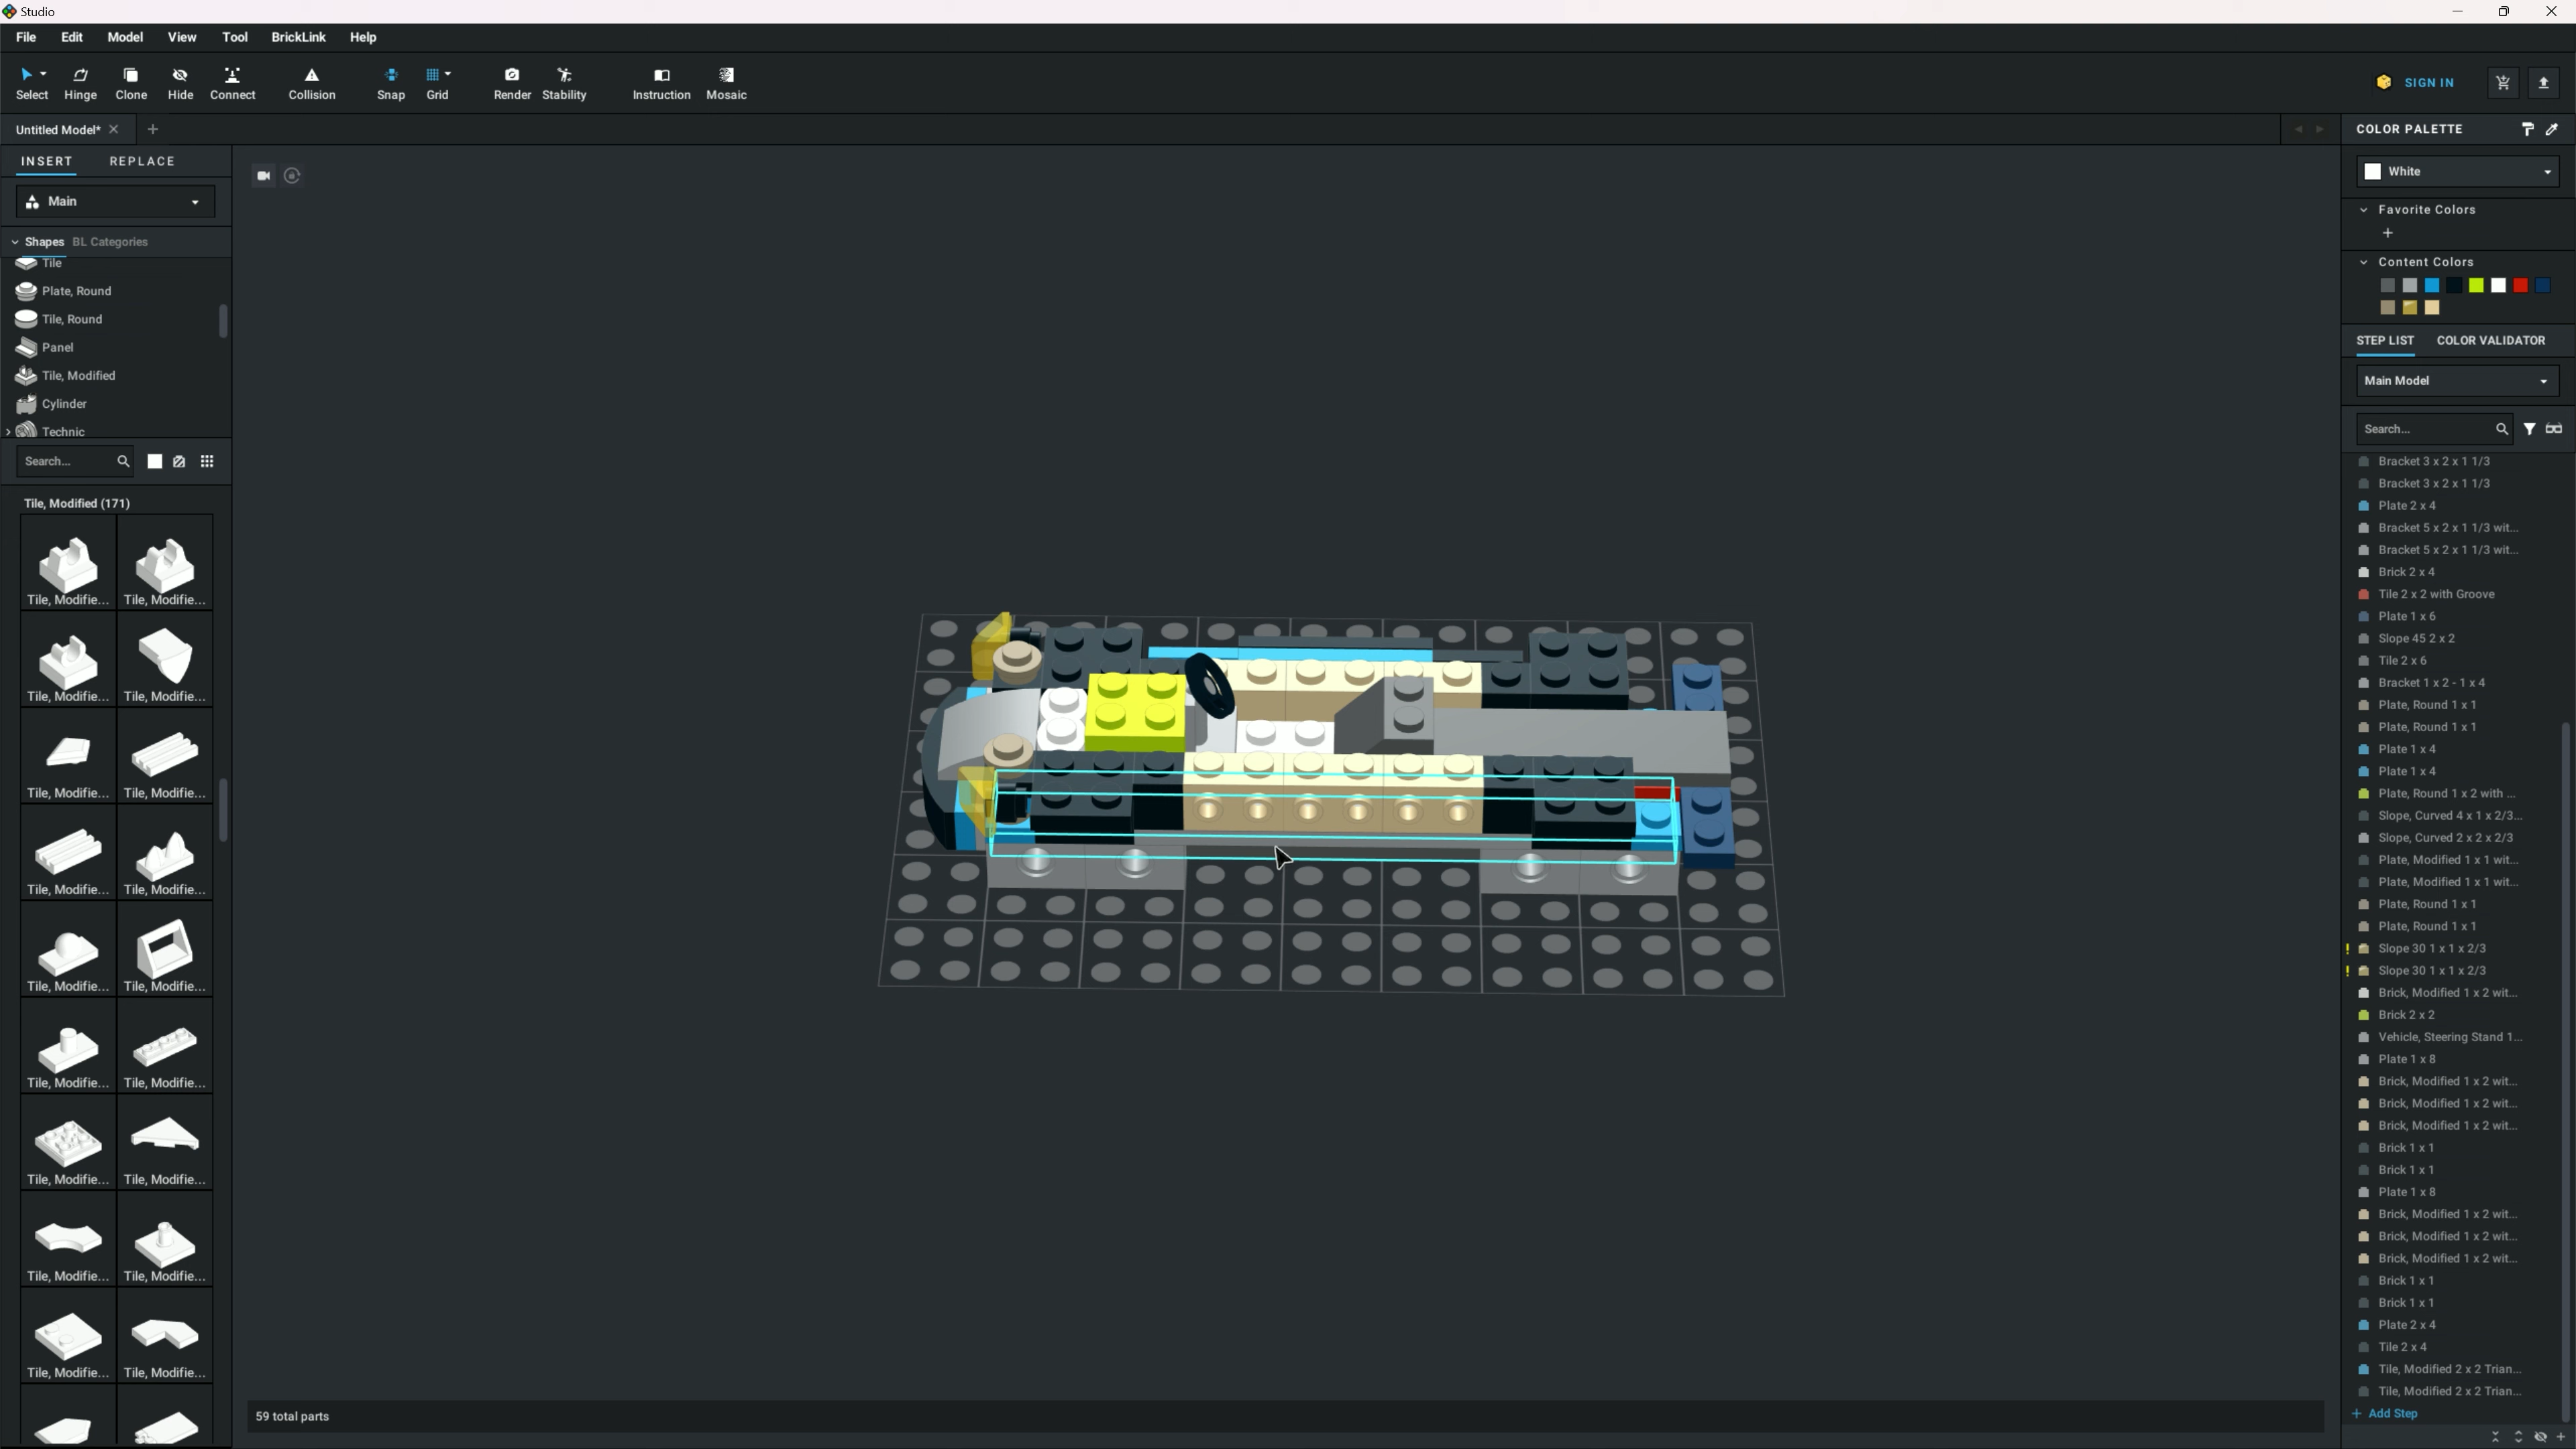 Studio
File Edit Model View Tool BrickLink Help
Select Hinge Clone Hide Connect Collision Snap Grid Render Stability Instruction Mosaic
SIGN IN
Untitled Model*
INSERT REPLACE
Main
Shapes BL Categories
Tile
Plate, Round
Tile, Round
Panel
Tile, Modified
Cylinder
Technic
Search...
Tile, Modified (171)
Tile, Modifie... Tile, Modifie...
Tile, Modifie... Tile, Modifie...
Tile, Modifie... Tile, Modifie...
Tile, Modifie... Tile, Modifie...
Tile, Modifie... Tile, Modifie...
Tile, Modifie... Tile, Modifie...
Tile, Modifie... Tile, Modifie...
Tile, Modifie... Tile, Modifie...
Tile, Modifie... Tile, Modifie...
59 total parts
COLOR PALETTE
White
Favorite Colors
+
Content Colors
STEP LIST COLOR VALIDATOR
Main Model
Search...
Bracket 3 x 2 x 1 1/3
Bracket 3 x 2 x 1 1/3
Plate 2 x 4
Bracket 5 x 2 x 1 1/3 wit...
Bracket 5 x 2 x 1 1/3 wit...
Brick 2 x 4
Tile 2 x 2 with Groove
Plate 1 x 6
Slope 45 2 x 2
Tile 2 x 6
Bracket 1 x 2 - 1 x 4
Plate, Round 1 x 1
Plate, Round 1 x 1
Plate 1 x 4
Plate 1 x 4
Plate, Round 1 x 2 with ...
Slope, Curved 4 x 1 x 2/3...
Slope, Curved 2 x 2 x 2/3
Plate, Modified 1 x 1 wit...
Plate, Modified 1 x 1 wit...
Plate, Round 1 x 1
Plate, Round 1 x 1
! Slope 30 1 x 1 x 2/3
! Slope 30 1 x 1 x 2/3
Brick, Modified 1 x 2 wit...
Brick 2 x 2
Vehicle, Steering Stand 1...
Plate 1 x 8
Brick, Modified 1 x 2 wit...
Brick, Modified 1 x 2 wit...
Brick, Modified 1 x 2 wit...
Brick 1 x 1
Brick 1 x 1
Plate 1 x 8
Brick, Modified 1 x 2 wit...
Brick, Modified 1 x 2 wit...
Brick, Modified 1 x 2 wit...
Brick 1 x 1
Brick 1 x 1
Plate 2 x 4
Tile 2 x 4
Tile, Modified 2 x 2 Trian...
Tile, Modified 2 x 2 Trian...
+ Add Step